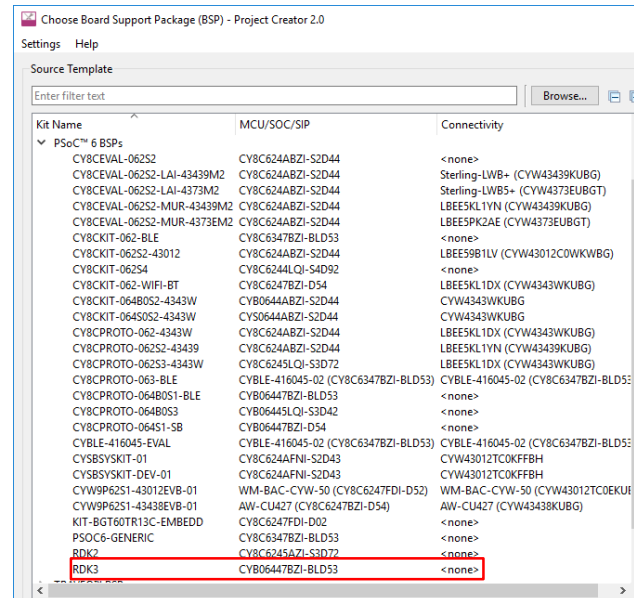 Choose Board Support Package (BSP) - Project Creator 2.0
Settings Help
Source Template
Enter filter text Browse...
Kit Name MCU/SOC/SIP Connectivity
PSoC™ 6 BSPs
CY8CEVAL-062S2 CY8C624ABZI-S2D44 <none>
CY8CEVAL-062S2-LAI-43439M2 CY8C624ABZI-S2D44 Sterling-LWB+ (CYW43439KUBG)
CY8CEVAL-062S2-LAI-4373M2 CY8C624ABZI-S2D44 Sterling-LWB5+ (CYW4373EUBGT)
CY8CEVAL-062S2-MUR-43439M2 CY8C624ABZI-S2D44 LBEE5KL1YN (CYW43439KUBG)
CY8CEVAL-062S2-MUR-4373EM2 CY8C624ABZI-S2D44 LBEE5PK2AE (CYW4373EUBGT)
CY8CKIT-062-BLE CY8C6347BZI-BLD53 <none>
CY8CKIT-062S2-43012 CY8C624ABZI-S2D44 LBEE59B1LV (CYW43012C0WKWBG)
CY8CKIT-062S4 CY8C6244LQI-S4D92 <none>
CY8CKIT-062-WIFI-BT CY8C6247BZI-D54 LBEE5KL1DX (CYW4343WKUBG)
CY8CKIT-064B0S2-4343W CYB0644ABZI-S2D44 CYW4343WKUBG
CY8CKIT-064S0S2-4343W CYS0644ABZI-S2D44 CYW4343WKUBG
CY8CPROTO-062-4343W CY8C624ABZI-S2D44 LBEE5KL1DX (CYW4343WKUBG)
CY8CPROTO-062S2-43439 CY8C624ABZI-S2D44 LBEE5KL1YN (CYW43439KUBG)
CY8CPROTO-062S3-4343W CY8C6245LQI-S3D72 LBEE5KL1DX (CYW4343WKUBG)
CY8CPROTO-063-BLE CYBLE-416045-02 (CY8C6347BZI-BLD53) CYBLE-416045-02 (CY8C6347BZI-BLD53
CY8CPROTO-064B0S1-BLE CYB06447BZI-BLD53 <none>
CY8CPROTO-064B0S3 CYB06445LQI-S3D42 <none>
CY8CPROTO-064S1-SB CYB06447BZI-D54 <none>
CYBLE-416045-EVAL CYBLE-416045-02 (CY8C6347BZI-BLD53) CYBLE-416045-02 (CY8C6347BZI-BLD53
CYSBSYSKIT-01 CY8C624AFNI-S2D43 CYW43012TC0KFFBH
CYSBSYSKIT-DEV-01 CY8C624AFNI-S2D43 CYW43012TC0KFFBH
CYW9P62S1-43012EVB-01 WM-BAC-CYW-50 (CY8C6247FDI-D52) WM-BAC-CYW-50 (CYW43012TC0EKUE
CYW9P62S1-43438EVB-01 AW-CU427 (CY8C6247BZI-D54) AW-CU427 (CYW43438KUBG)
KIT-BGT60TR13C-EMBEDD CY8C6247FDI-D02 <none>
PSOC6-GENERIC CY8C6347BZI-BLD53 <none>
RDK2 CY8C6245AZI-S3D72 <none>
RDK3 CYB06447BZI-BLD53 <none>